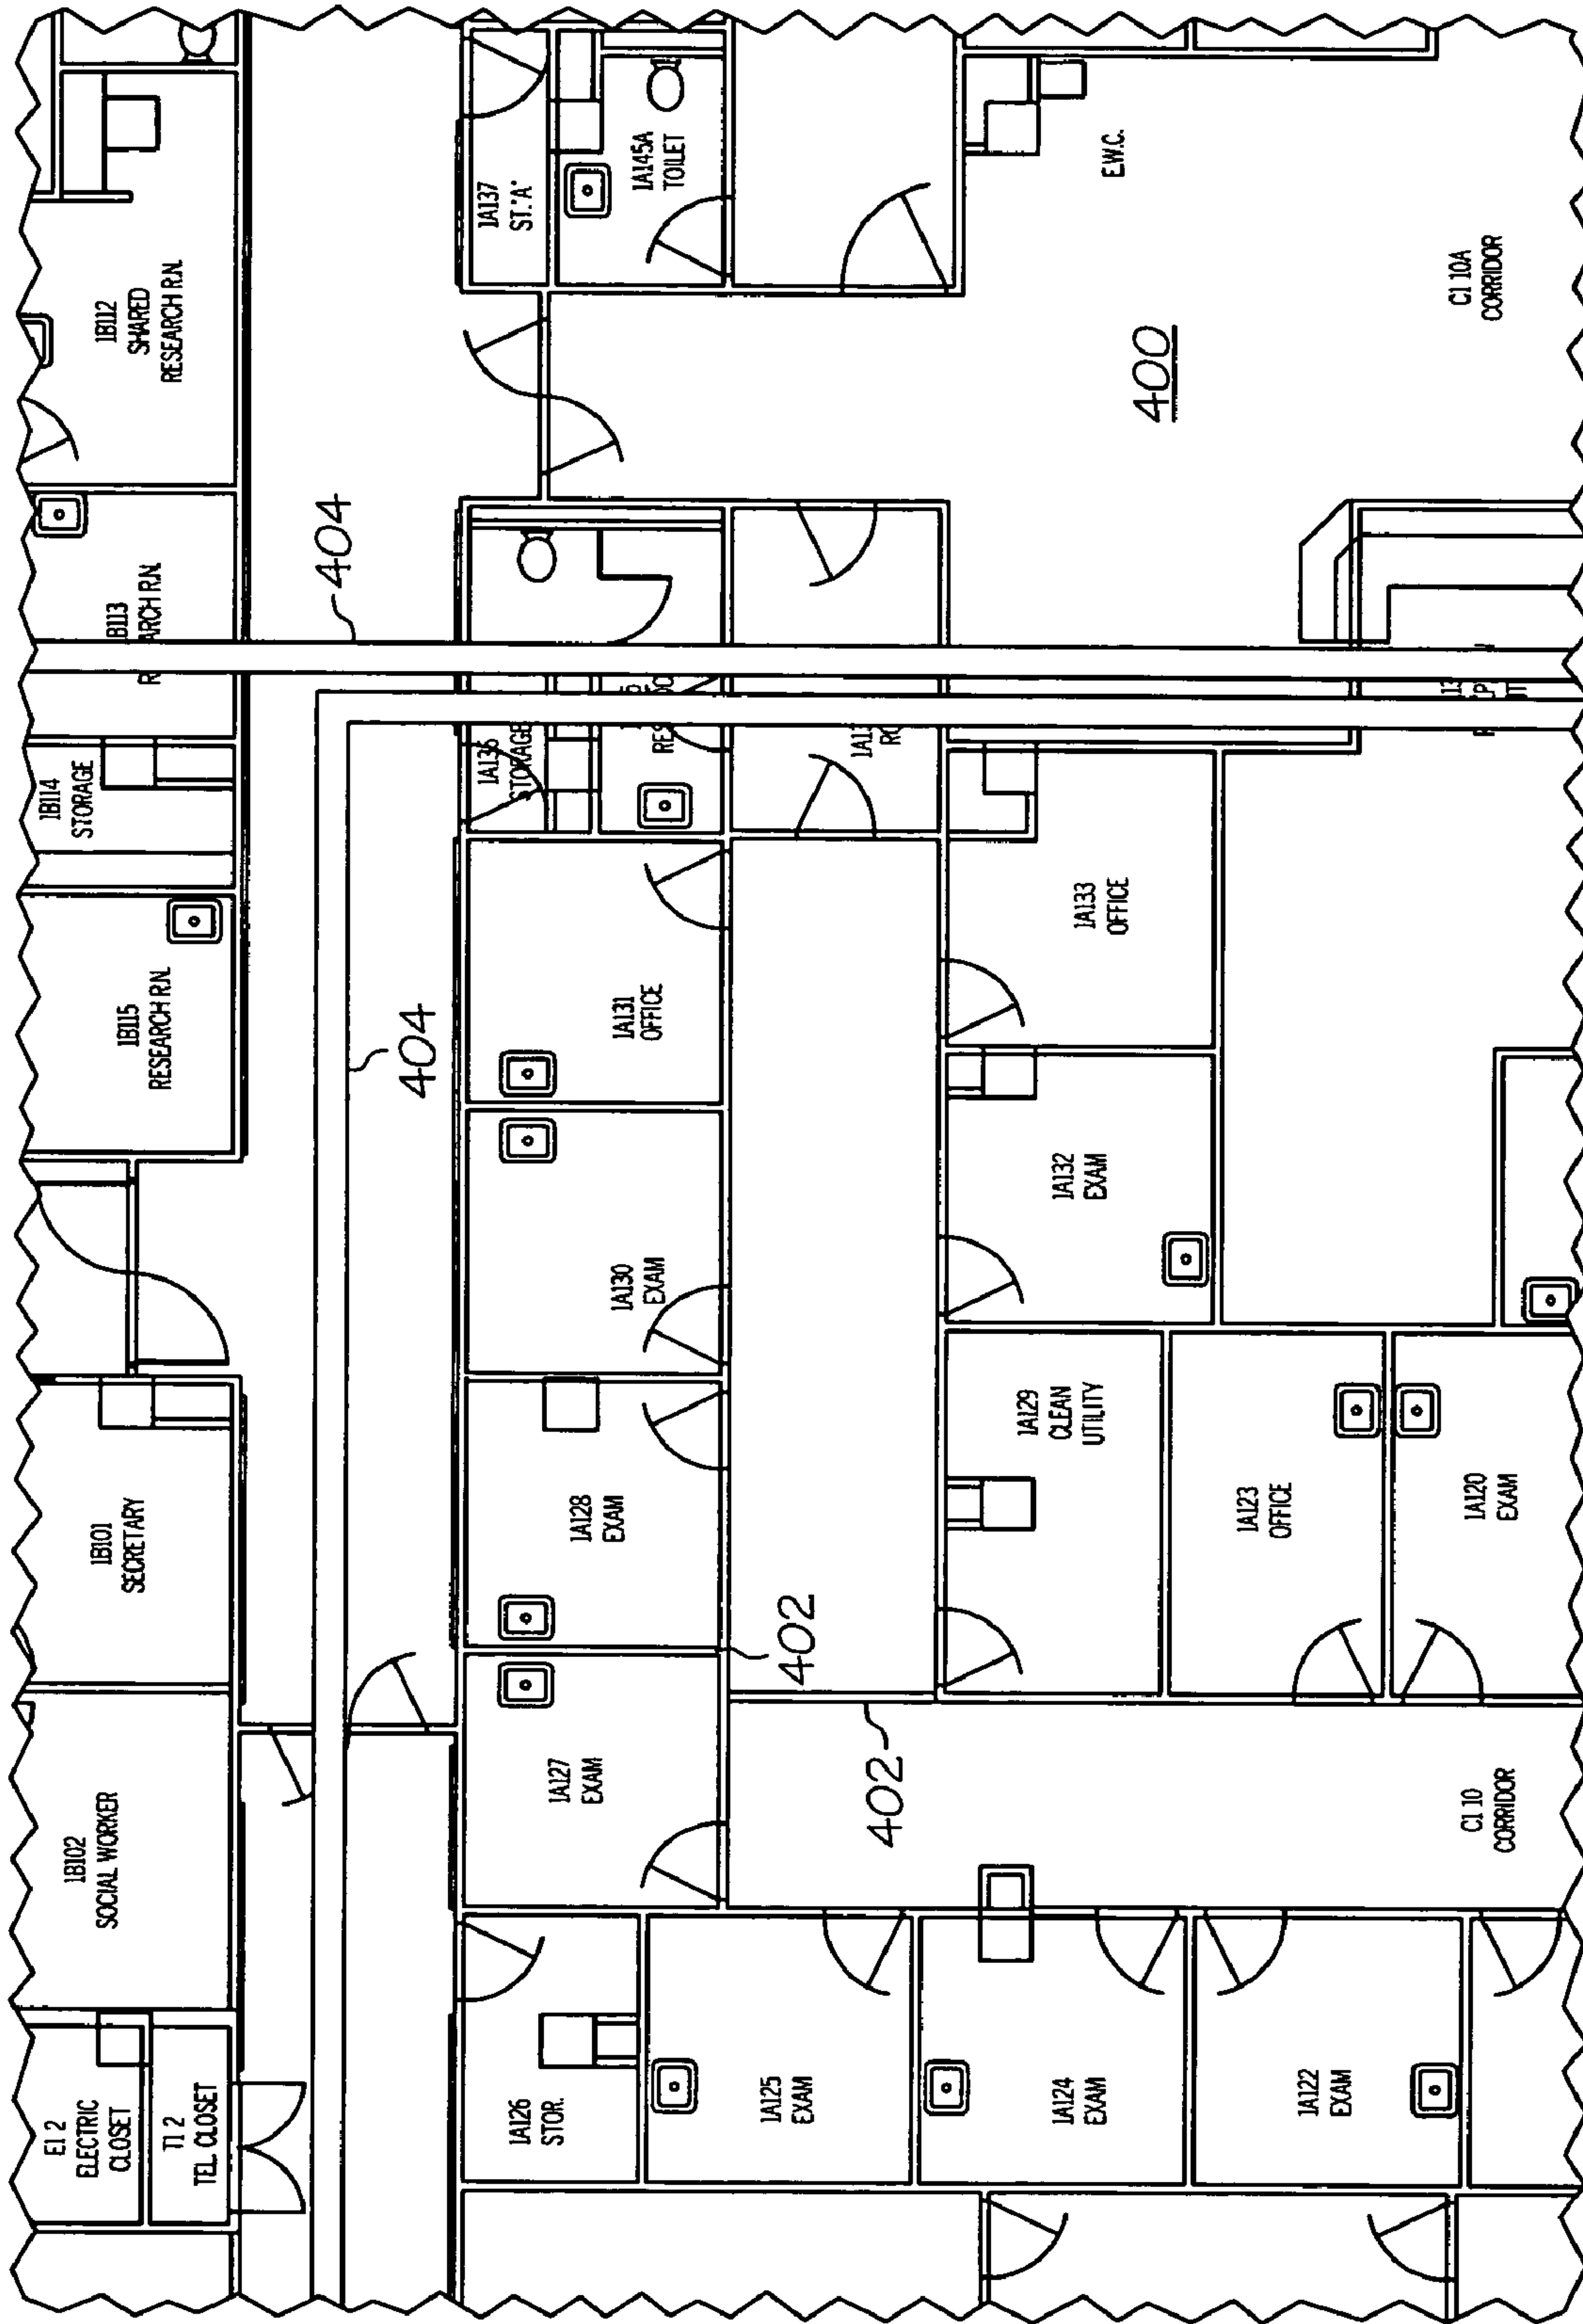 E1 2
ELECTRIC
CLOSET
T1 2
TEL. CLOSET
1B102
SOCIAL WORKER
1B101
SECRETARY
1B115
RESEARCH R.N.
1B114
STORAGE
B113
ARCH R.N.
1B112
SHARED
RESEARCH R.N.
404
404
1A126
STOR.
1A127
EXAM
1A128
EXAM
1A130
EXAM
1A131
OFFICE
STORAGE
1A137
ST."A"
1A145A
TOILET
402
402
1A125
EXAM
1A124
EXAM
1A122
EXAM
C1 10
CORRIDOR
1A129
CLEAN
UTILITY
1A123
OFFICE
1A120
EXAM
1A132
EXAM
1A133
OFFICE
E.W.C.
400
C1 10A
CORRIDOR